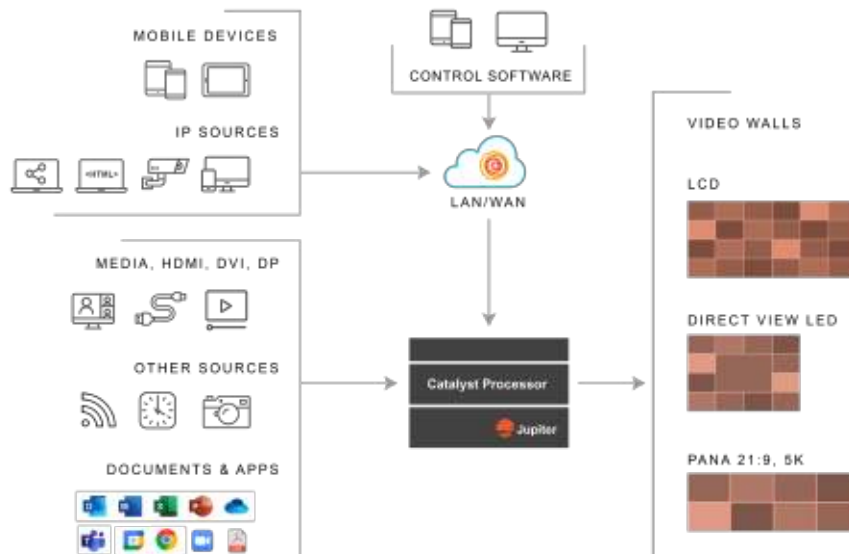 MOBILE DEVICES
IP SOURCES
<HTML>
CONTROL SOFTWARE
LAN/WAN
MEDIA, HDMI, DVI, DP
OTHER SOURCES
DOCUMENTS & APPS
Catalyst Processor
Jupiter
VIDEO WALLS
LCD
DIRECT VIEW LED
PANA 21:9, 5K